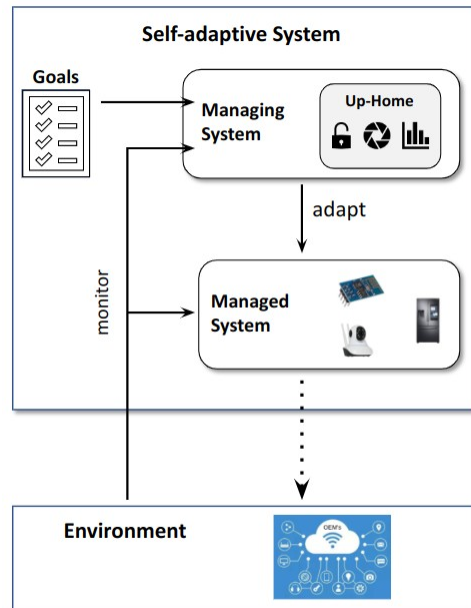 Self-adaptive System
Goals
Managing
System
Up-Home
adapt
monitor
Managed
System
Environment
OEM's